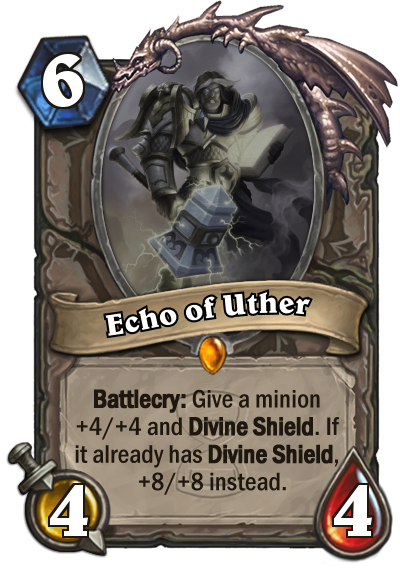 6
Echo of Uther
Battlecry: Give a minion
+4/+4 and Divine Shield. If
it already has Divine Shield,
+8/+8 instead.
4
4